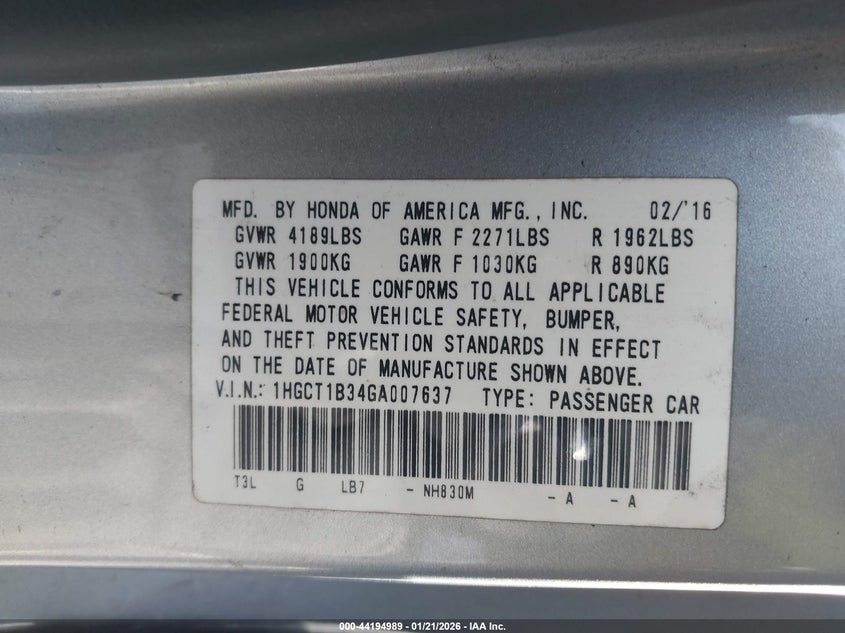 MFD. BY HONDA OF AMERICA MFG., INC. 02/'16
GVWR 4189LBS GAWR F 2271LBS R 1962LBS
GVWR 1900KG GAWR F 1030KG R 890KG
THIS VEHICLE CONFORMS TO ALL APPLICABLE
FEDERAL MOTOR VEHICLE SAFETY, BUMPER,
AND THEFT PREVENTION STANDARDS IN EFFECT
ON THE DATE OF MANUFACTURE SHOWN ABOVE.
V.I.N.: 1HGCT1B34GA007637 TYPE: PASSENGER CAR
T3L G LB7 - NH830M - A - A
000-44194989 - 01/21/2026 - IAA Inc.